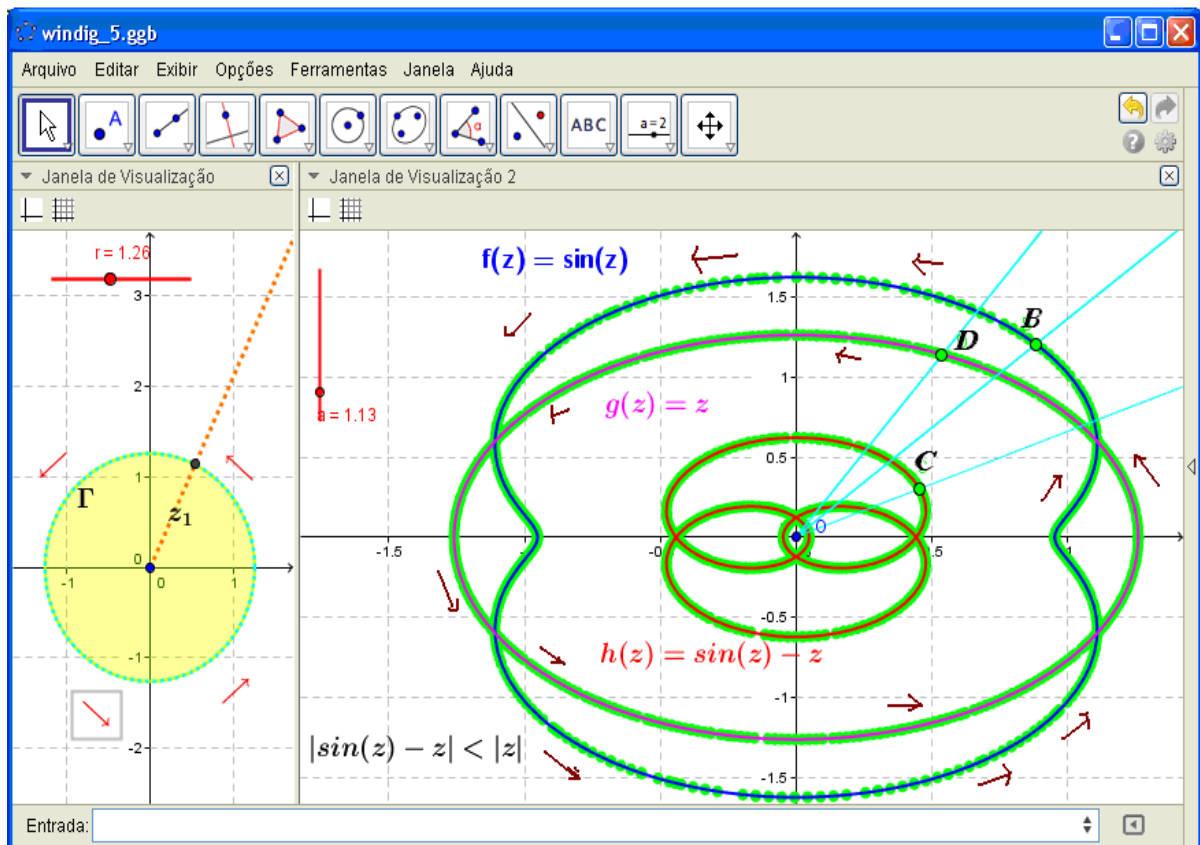 windig_5.ggb
Arquivo Editar Exibir Opções Ferramentas Janela Ajuda
A α ABC a=2
Janela de Visualização
Janela de Visualização 2
r = 1.26
3
2
1
0
-1 0 1
-1
-2
Γ
z₁
f(z) = sin(z)
a = 1.13
1.5
1
0.5
-1.5 -0 0 .5 1
-0.5
-1
-1.5
B
D
g(z) = z
C
h(z) = sin(z) − z
|sin(z) − z| < |z|
Entrada: